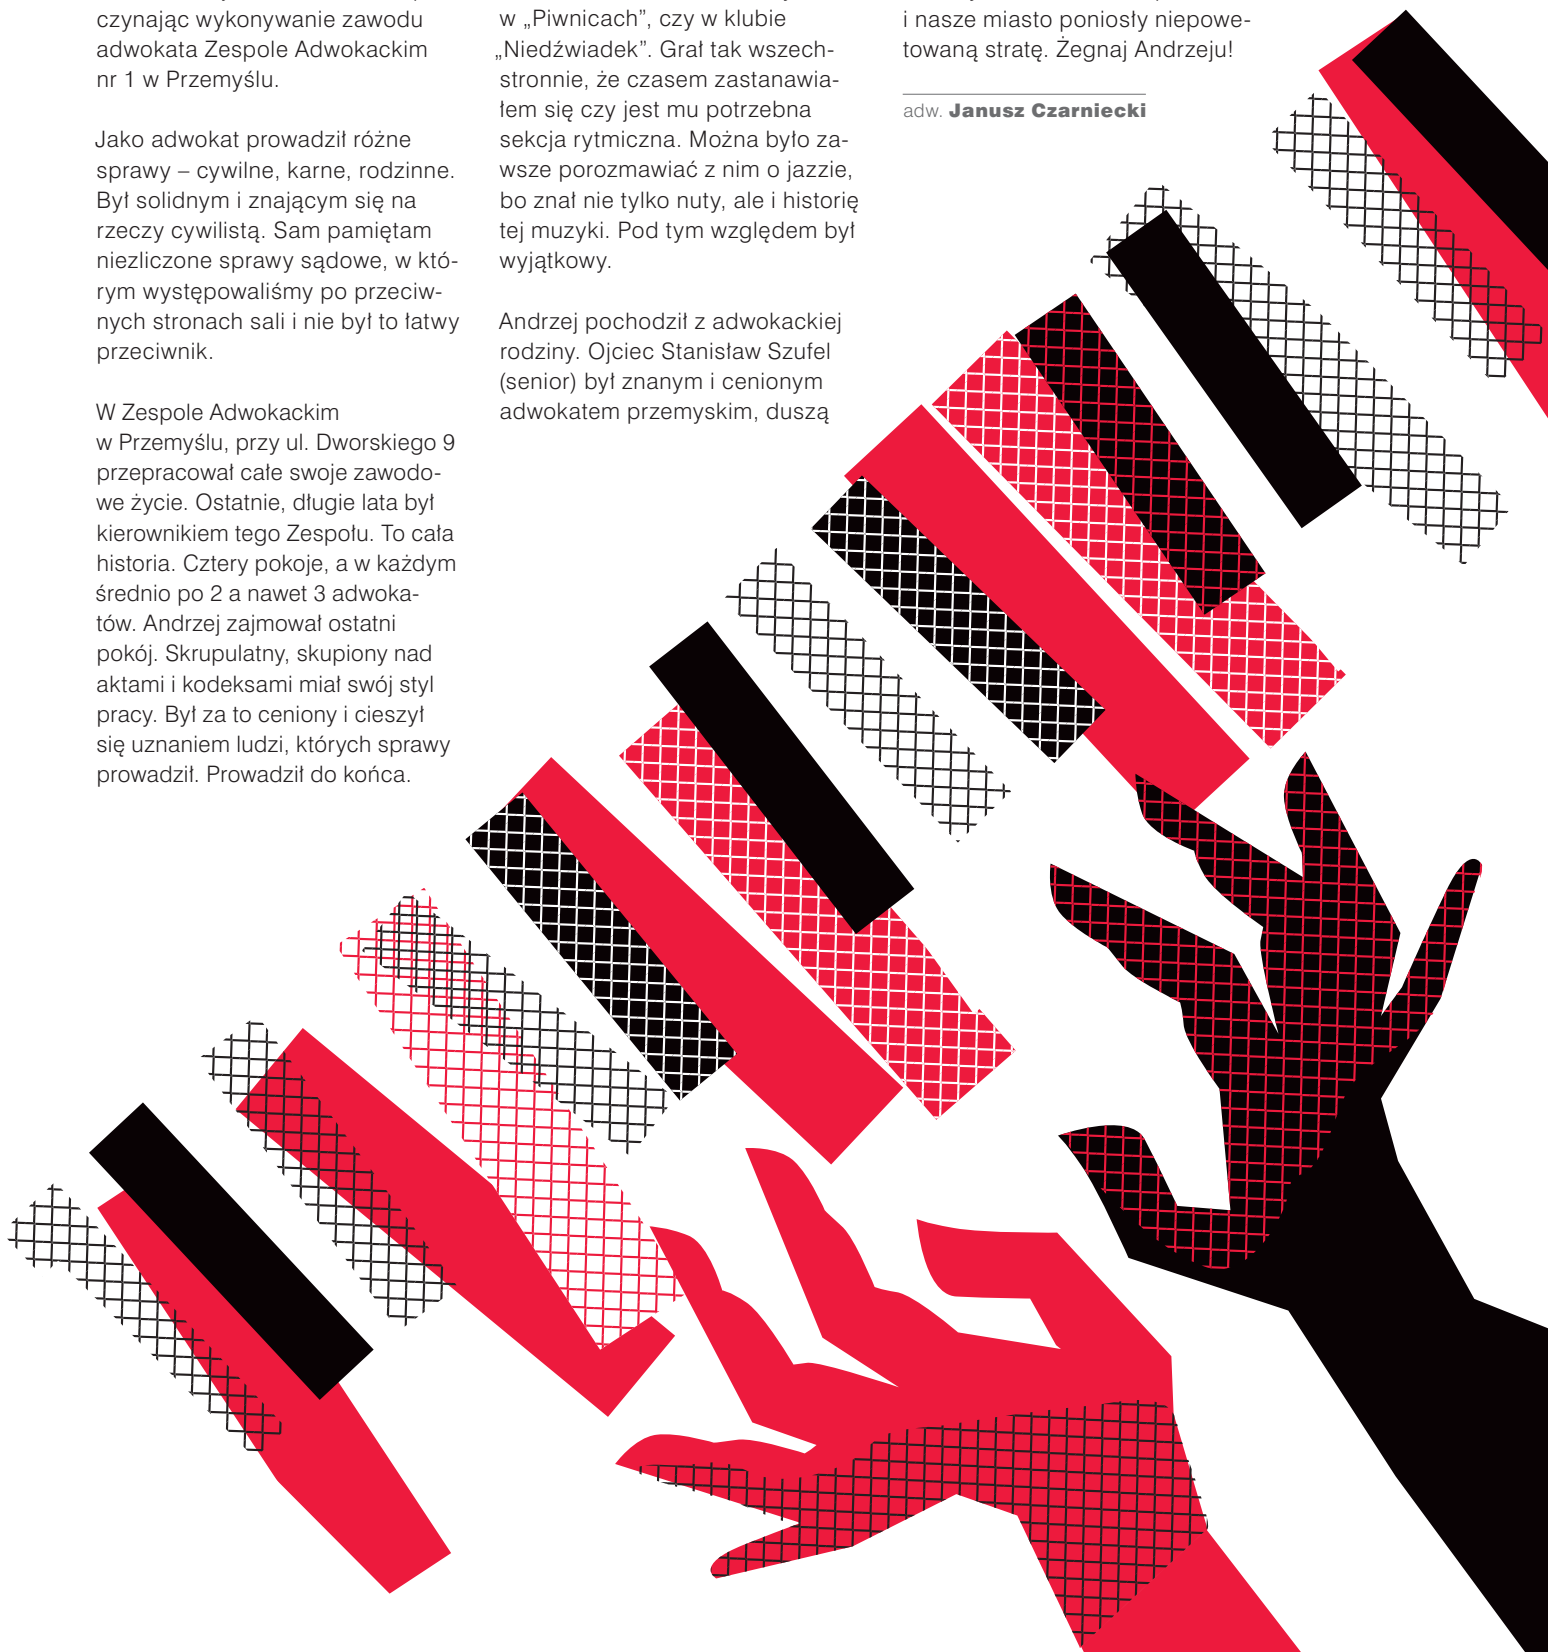 czynając wykonywanie zawodu
adwokata Zespole Adwokackim
nr 1 w Przemyślu.
Jako adwokat prowadził różne
sprawy – cywilne, karne, rodzinne.
Był solidnym i znającym się na
rzeczy cywilistą. Sam pamiętam
niezliczone sprawy sądowe, w któ-
rym występowaliśmy po przeciw-
nych stronach sali i nie był to łatwy
przeciwnik.
W Zespole Adwokackim
w Przemyślu, przy ul. Dworskiego 9
przepracował całe swoje zawodo-
we życie. Ostatnie, długie lata był
kierownikiem tego Zespołu. To cała
historia. Cztery pokoje, a w każdym
średnio po 2 a nawet 3 adwoka-
tów. Andrzej zajmował ostatni
pokój. Skrupulatny, skupiony nad
aktami i kodeksami miał swój styl
pracy. Był za to ceniony i cieszył
się uznaniem ludzi, których sprawy
prowadził. Prowadził do końca.
w „Piwnicach”, czy w klubie
„Niedźwiadek”. Grał tak wszech-
stronnie, że czasem zastanawia-
łem się czy jest mu potrzebna
sekcja rytmiczna. Można było za-
wsze porozmawiać z nim o jazzie,
bo znał nie tylko nuty, ale i historię
tej muzyki. Pod tym względem był
wyjątkowy.
Andrzej pochodził z adwokackiej
rodziny. Ojciec Stanisław Szufel
(senior) był znanym i cenionym
adwokatem przemyskim, duszą
i nasze miasto poniosły niepowe-
towaną stratę. Żegnaj Andrzeju!
adw. Janusz Czarniecki